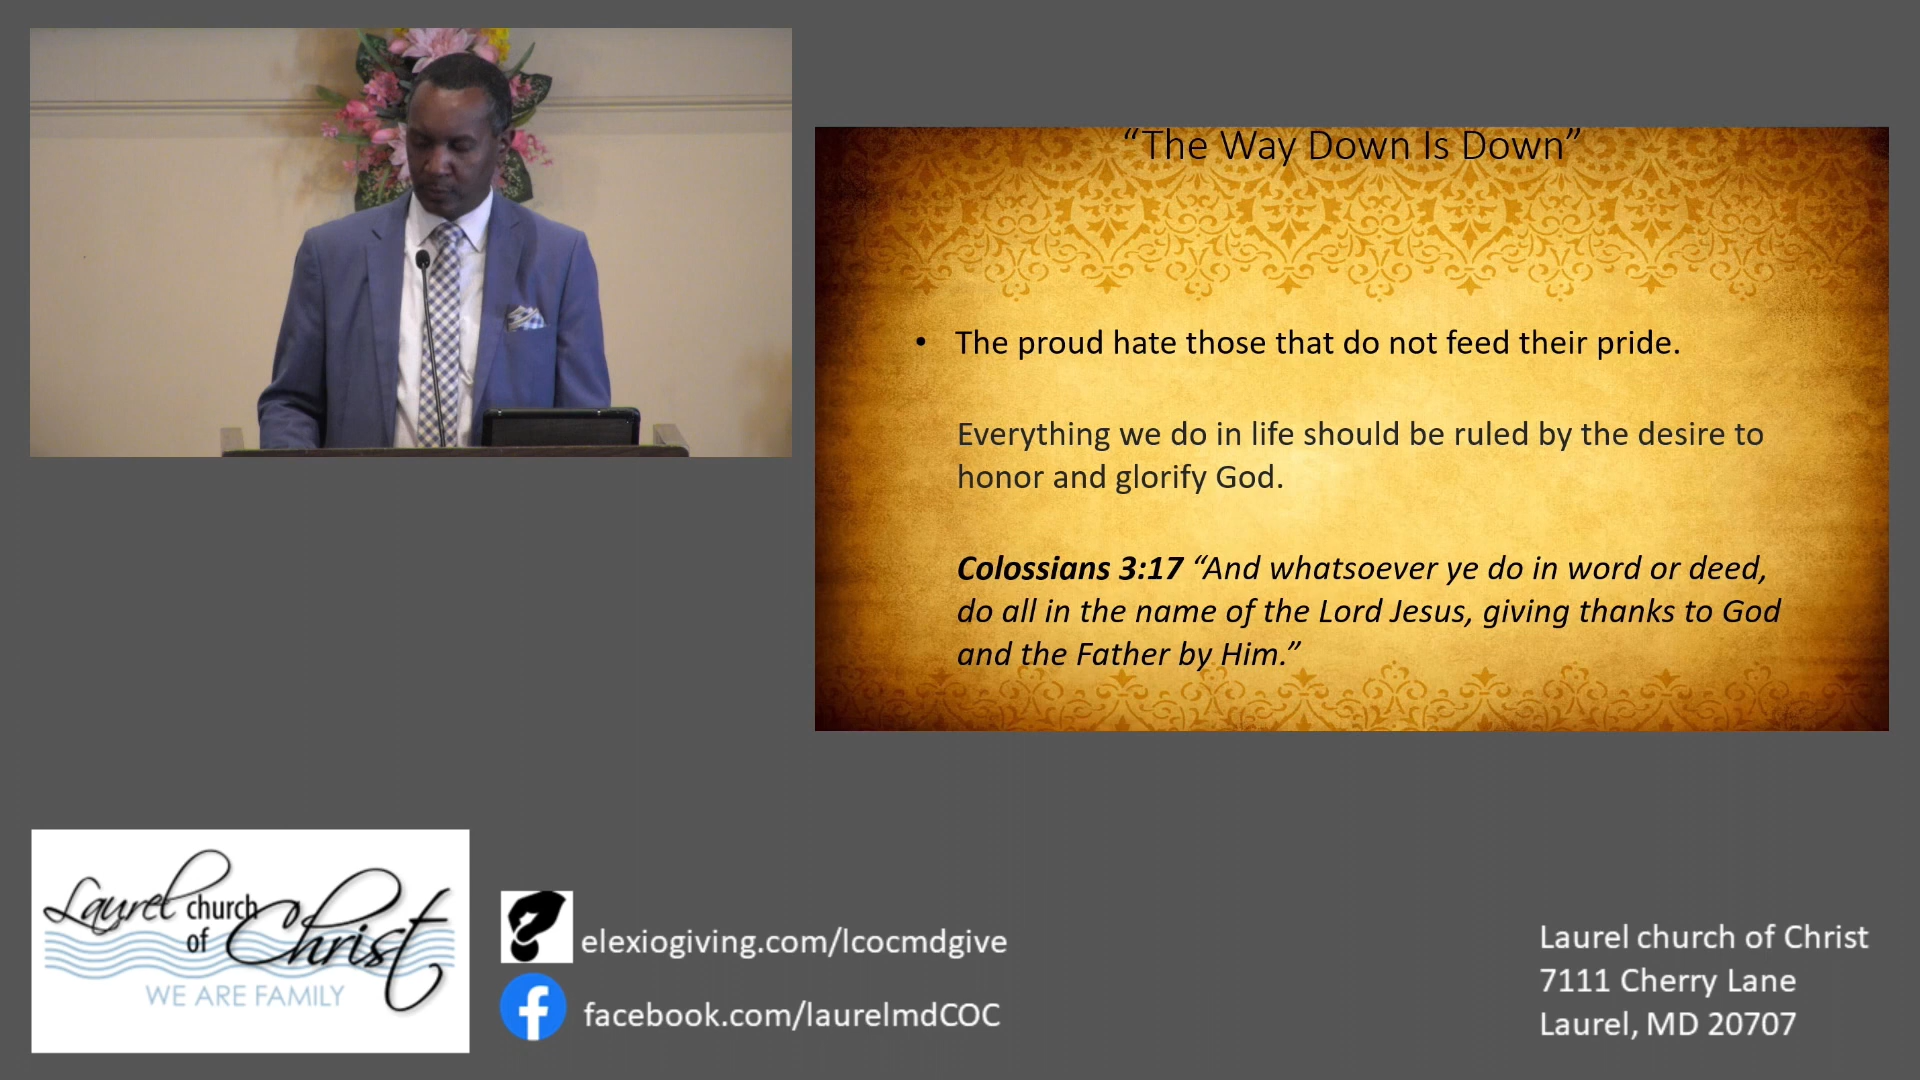 “The Way Down Is Down”
• The proud hate those that do not feed their pride.
Everything we do in life should be ruled by the desire to
honor and glorify God.
Colossians 3:17 “And whatsoever ye do in word or deed,
do all in the name of the Lord Jesus, giving thanks to God
and the Father by Him.”
Laurel church
of Christ
WE ARE FAMILY
elexiogiving.com/lcocmdgive
facebook.com/laurelmdCOC
Laurel church of Christ
7111 Cherry Lane
Laurel, MD 20707